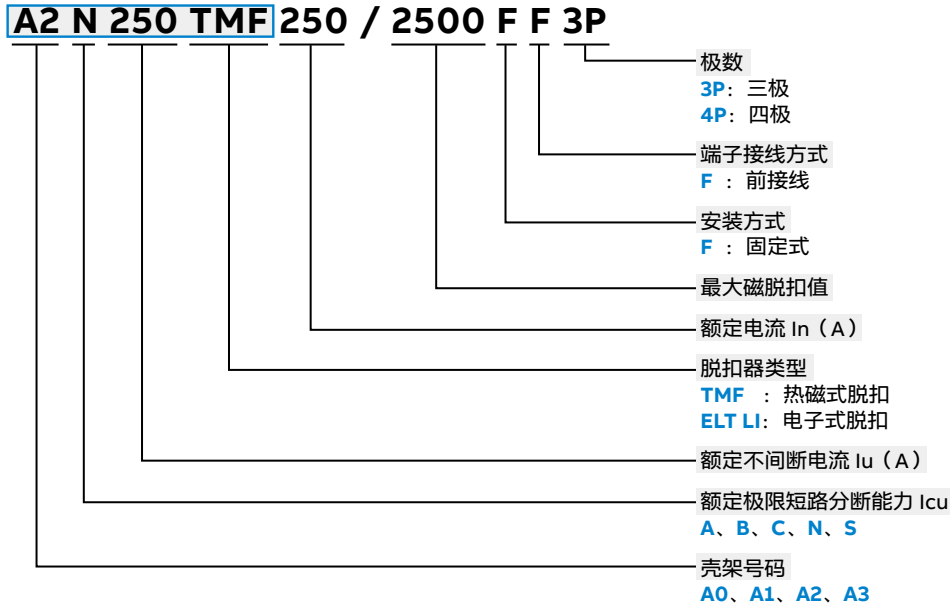 A2 N 250 TMF 250 / 2500 F F 3P
极数
3P：三极
4P：四极
端子接线方式
F ：前接线
安装方式
F ：固定式
最大磁脱扣值
额定电流 In（A）
脱扣器类型
TMF ：热磁式脱扣
ELT LI：电子式脱扣
额定不间断电流 Iu（A）
额定极限短路分断能力 Icu
A、B、C、N、S
壳架号码
A0、A1、A2、A3